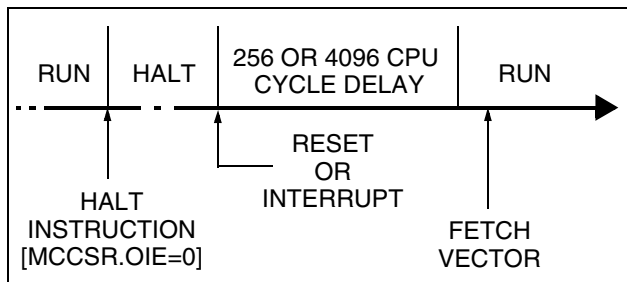 RUN
HALT
256 OR 4096 CPU
CYCLE DELAY
RUN
RESET
OR
INTERRUPT
HALT
INSTRUCTION
[MCCSR.OIE=0]
FETCH
VECTOR